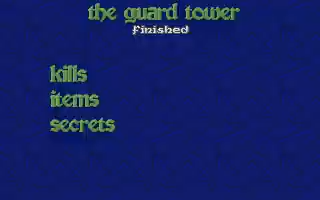 the guard tower
finished
kills
items
secrets